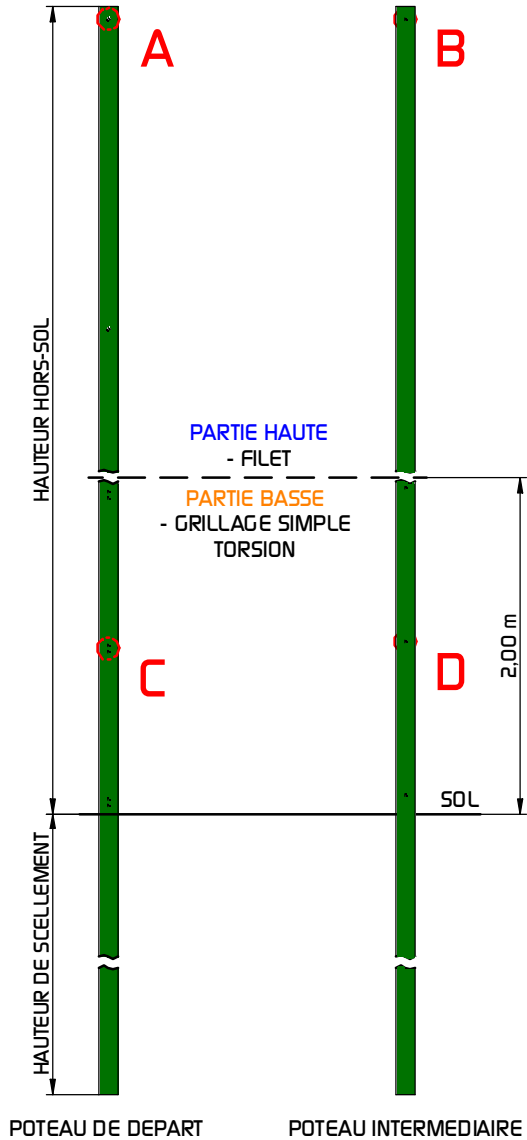 A
B
HAUTEUR HORS-SOL
PARTIE HAUTE
- FILET
PARTIE BASSE
- GRILLAGE SIMPLE
TORSION
2,00 m
C
D
SOL
HAUTEUR DE SCELLEMENT
POTEAU DE DEPART
POTEAU INTERMEDIAIRE